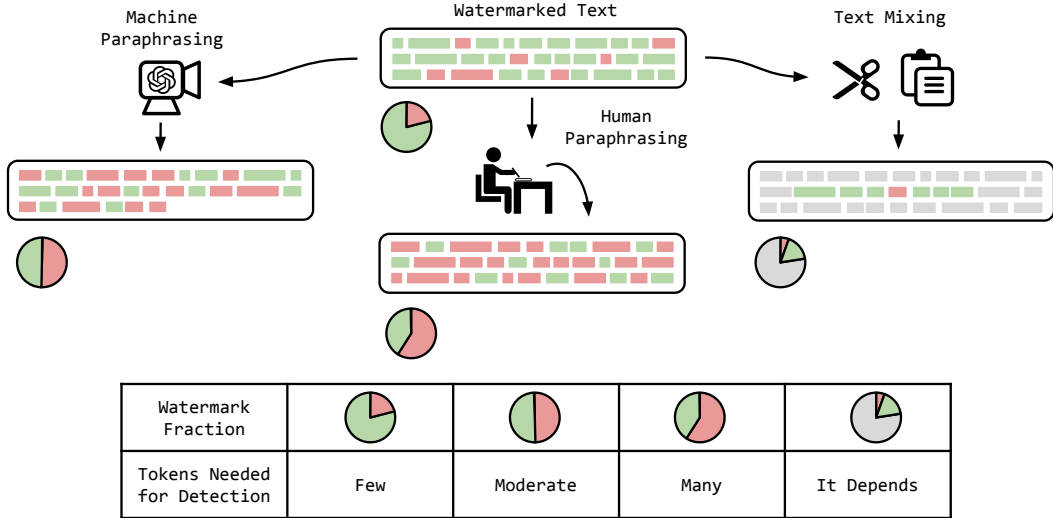 Machine
Paraphrasing
Watermarked Text
Text Mixing
Human
Paraphrasing
Watermark
Fraction
Tokens Needed
for Detection
Few
Moderate
Many
It Depends